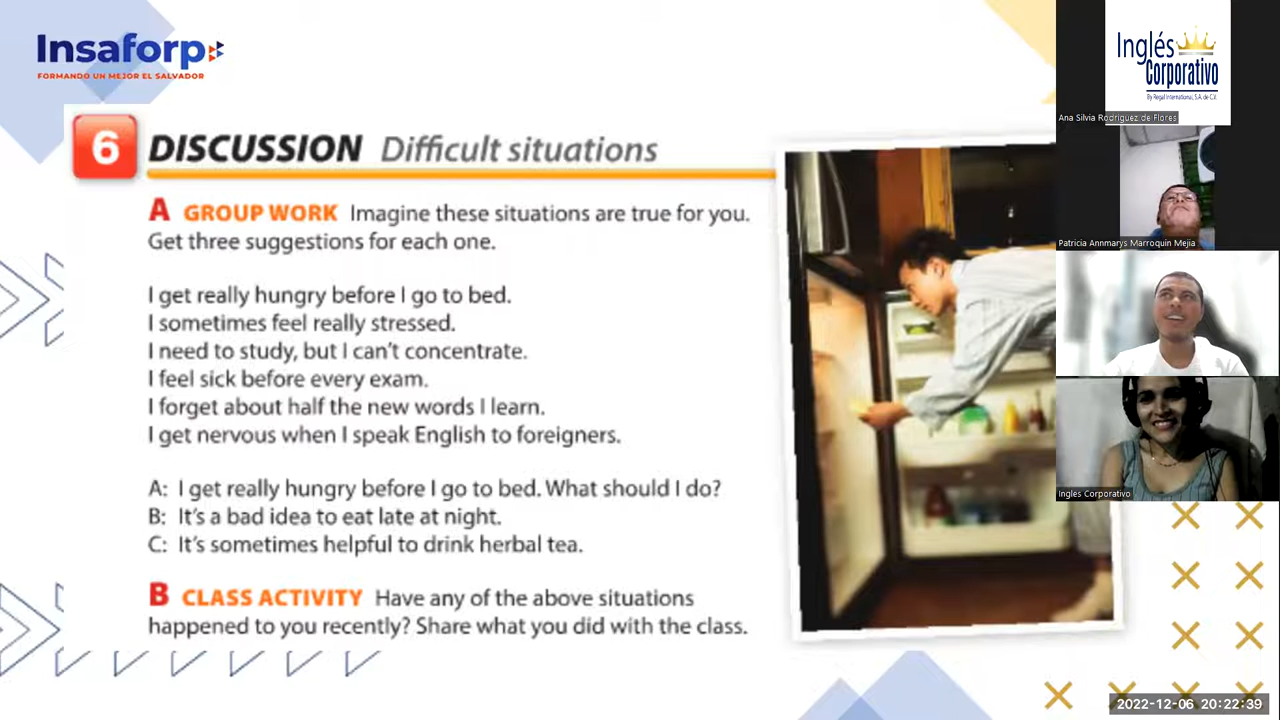 Insaforp
FORMANDO UN MEJOR EL SALVADOR
6 DISCUSSION Difficult situations
A GROUP WORK Imagine these situations are true for you.
Get three suggestions for each one.
I get really hungry before I go to bed.
I sometimes feel really stressed.
I need to study, but I can't concentrate.
I feel sick before every exam.
I forget about half the new words I learn.
I get nervous when I speak English to foreigners.
A: I get really hungry before I go to bed. What should I do?
B: It's a bad idea to eat late at night.
C: It's sometimes helpful to drink herbal tea.
B CLASS ACTIVITY Have any of the above situations
happened to you recently? Share what you did with the class.
Inglés
Corporativo
By Regal International, S.A. de C.V.
Ana Silvia Rodriguez de Flores
Patricia Annmarys Marroquin Mejia
Ingles Corporativo
2022-12-06 20:22:39